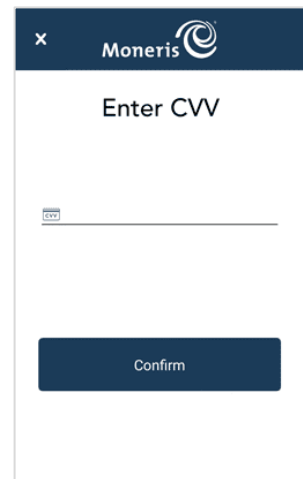 ×
Moneris
Enter CVV
CVV
Confirm